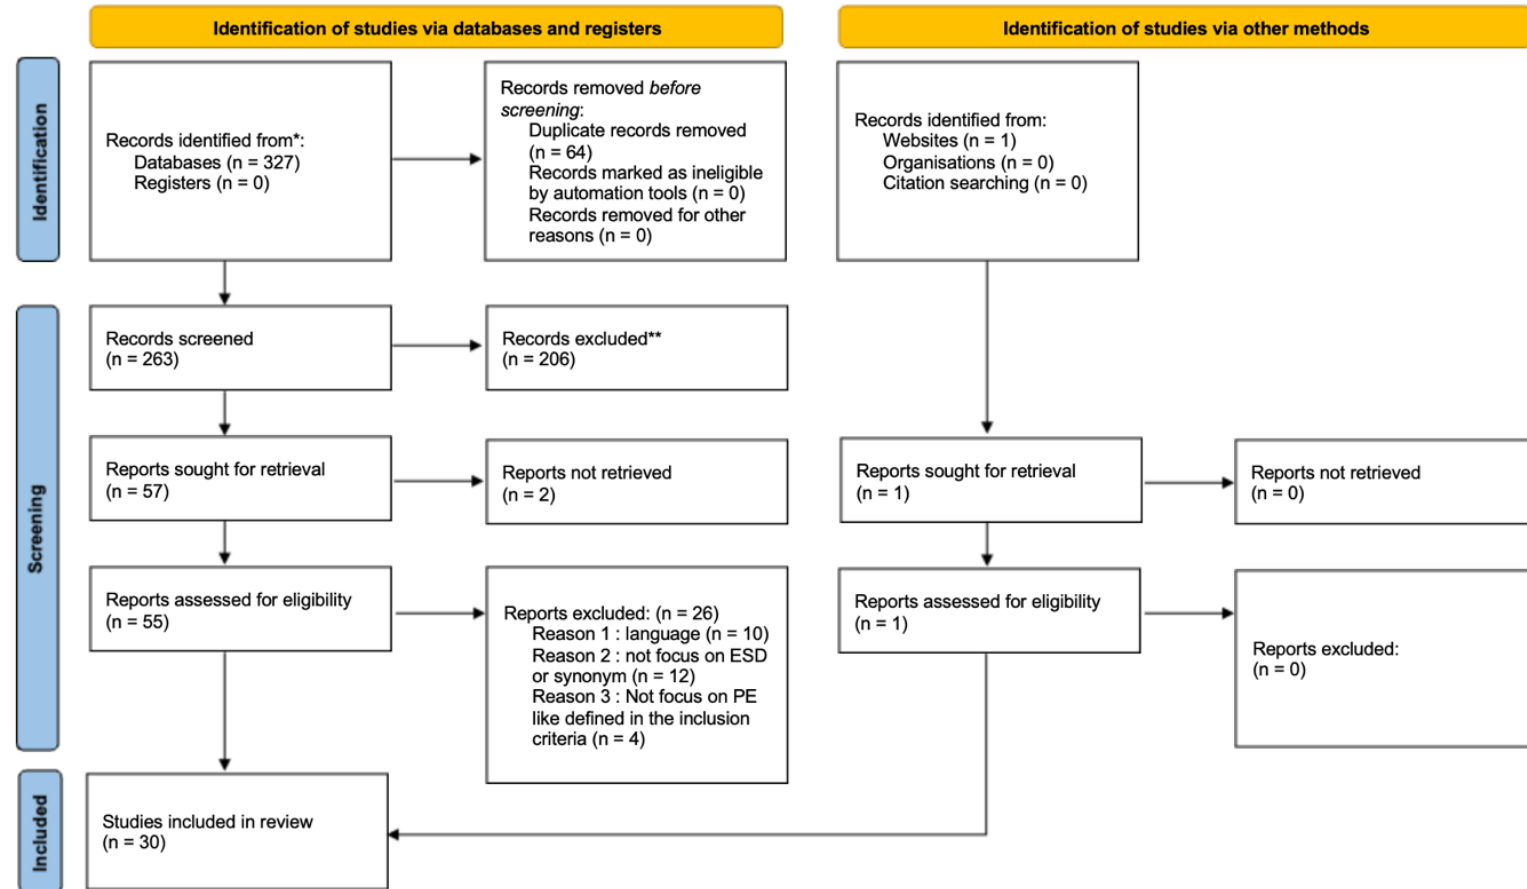 Identification of studies via databases and registers
Identification of studies via other methods
Identification
Records identified from*:
Databases (n = 327)
Registers (n = 0)
Records removed before
screening:
Duplicate records removed
(n = 64)
Records marked as ineligible
by automation tools (n = 0)
Records removed for other
reasons (n = 0)
Records identified from:
Websites (n = 1)
Organisations (n = 0)
Citation searching (n = 0)
Screening
Records screened
(n = 263)
Records excluded**
(n = 206)
Reports sought for retrieval
(n = 57)
Reports not retrieved
(n = 2)
Reports sought for retrieval
(n = 1)
Reports not retrieved
(n = 0)
Reports assessed for eligibility
(n = 55)
Reports excluded: (n = 26)
Reason 1 : language (n = 10)
Reason 2 : not focus on ESD
or synonym (n = 12)
Reason 3 : Not focus on PE
like defined in the inclusion
criteria (n = 4)
Reports assessed for eligibility
(n = 1)
Reports excluded:
(n = 0)
Included
Studies included in review
(n = 30)